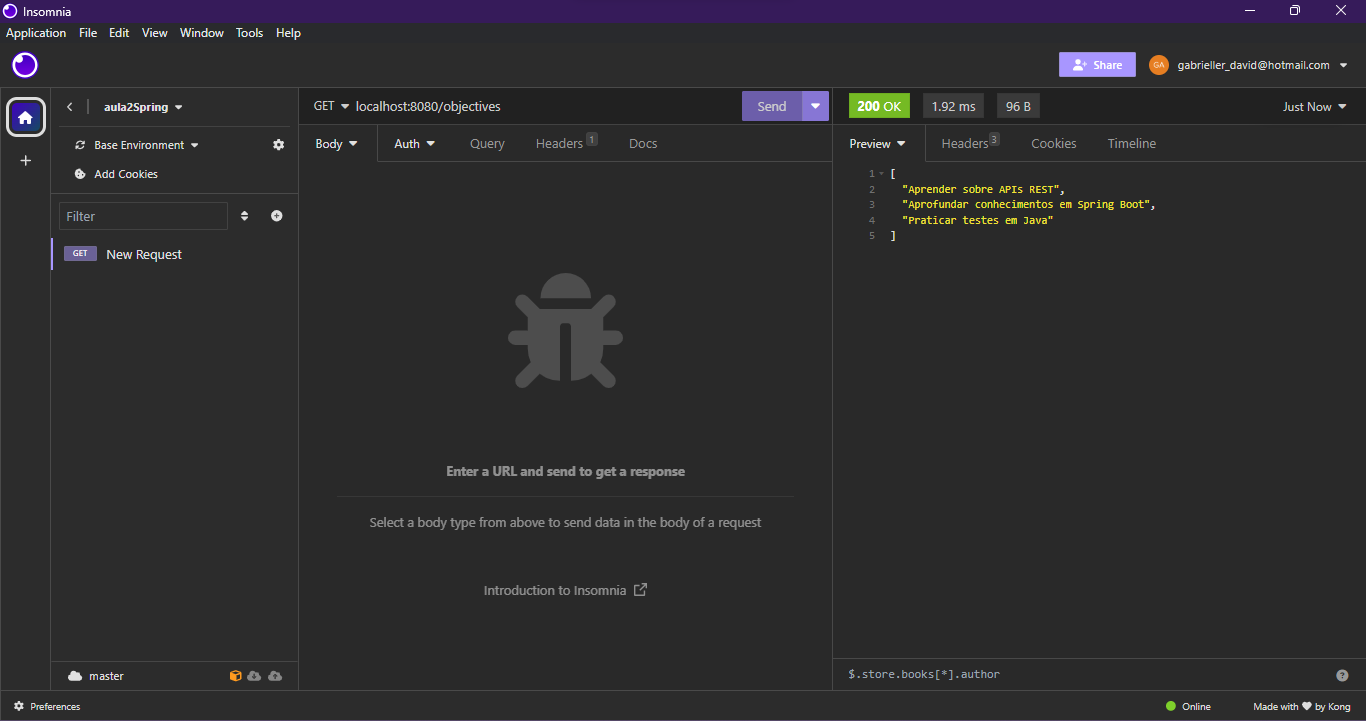 Insomnia
Application File Edit View Window Tools Help
Share
GA
gabrieller_david@hotmail.com
aula2Spring
Base Environment
Add Cookies
Filter
GET New Request
master
GET localhost:8080/objectives
Send
Body Auth Query Headers 1 Docs
Enter a URL and send to get a response
Select a body type from above to send data in the body of a request
Introduction to Insomnia
200 OK 1.92 ms 96 B Just Now
Preview Headers 3 Cookies Timeline
1 [
2 "Aprender sobre APIs REST",
3 "Aprofundar conhecimentos em Spring Boot",
4 "Praticar testes em Java"
5 ]
$.store.books[*].author
?
Preferences
Online
Made with ♥ by Kong